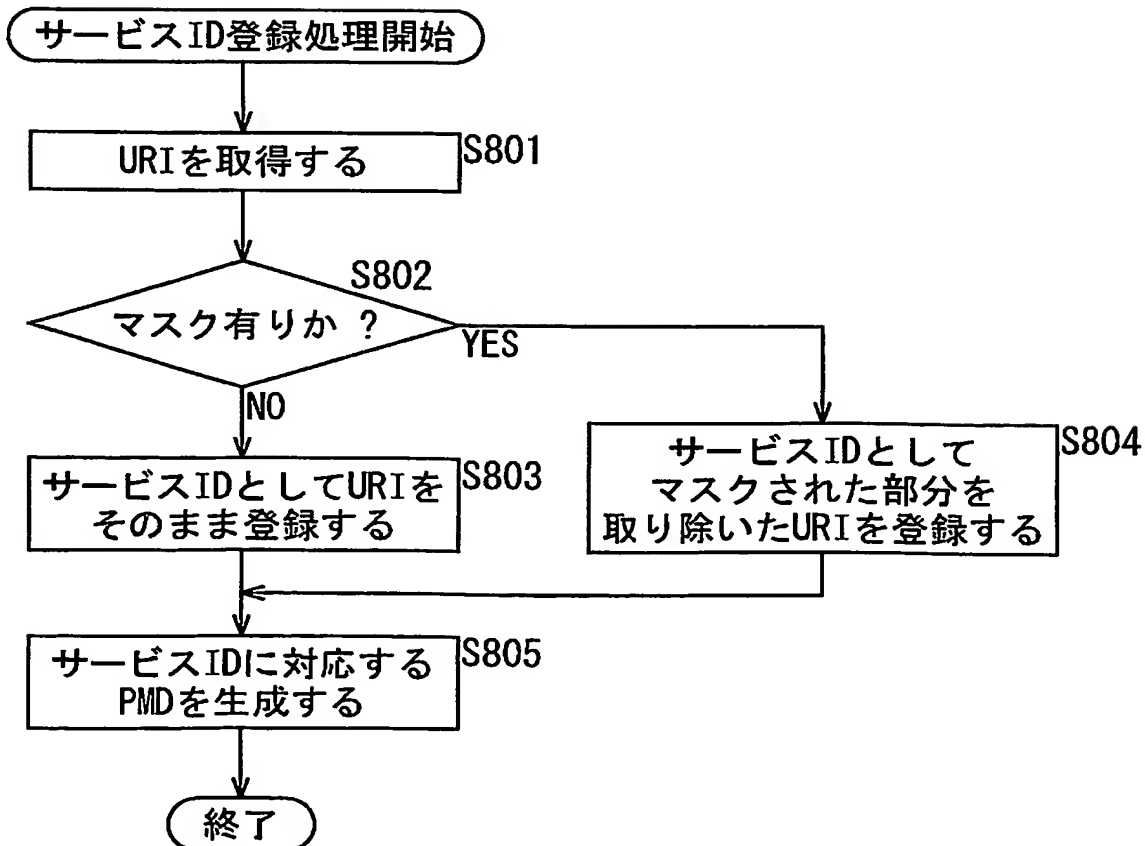 サービスID登録処理開始
URIを取得する
S801
S802
マスク有りか ?
YES
NO
サービスIDとしてURIを
そのまま登録する
S803
サービスIDとして
マスクされた部分を
取り除いたURIを登録する
S804
サービスIDに対応する
PMDを生成する
S805
終了